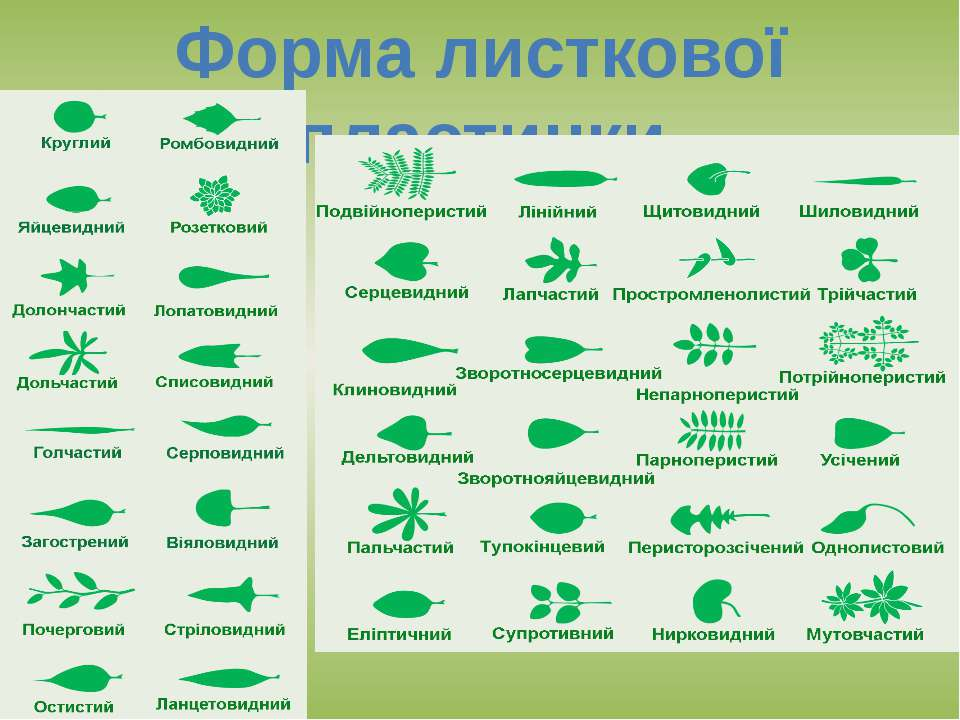 Форма листкової
пластинки
Круглий Ромбовидний
Яйцевидний Розетковий
Долончастий Лопатовидний
Дольчастий Списовидний
Голчастий Серповидний
Загострений Віяловидний
Почерговий Стріловидний
Остистий Ланцетовидний
Подвійноперистий Лінійний Щитовидний Шиловидний
Серцевидний Лапчастий Простромленолистий Трійчастий
Клиновидний Зворотносерцевидний Непарноперистий Потрійноперистий
Дельтовидний Зворотнояйцевидний Парноперистий Усічений
Пальчастий Тупокінцевий Перисторозсічений Однолистовий
Еліптичний Супротивний Нирковидний Мутовчастий